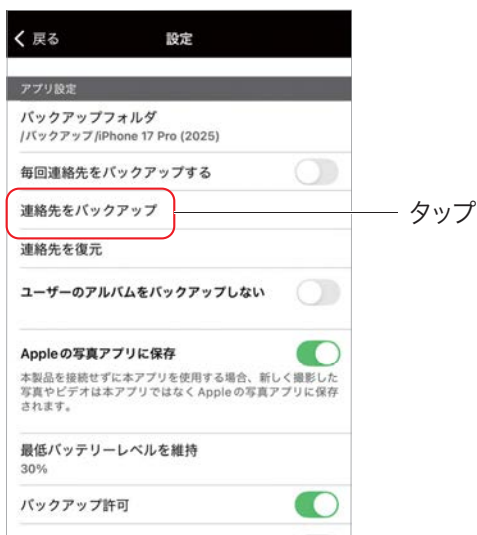 戻る
設定
アプリ設定
バックアップフォルダ
/バックアップ/iPhone 17 Pro (2025)
毎回連絡先をバックアップする
連絡先をバックアップ
タップ
連絡先を復元
ユーザーのアルバムをバックアップしない
Appleの写真アプリに保存
本製品を接続せずに本アプリを使用する場合、新しく撮影した
写真やビデオは本アプリではなくAppleの写真アプリに保存
されます。
最低バッテリーレベルを維持
30%
バックアップ許可